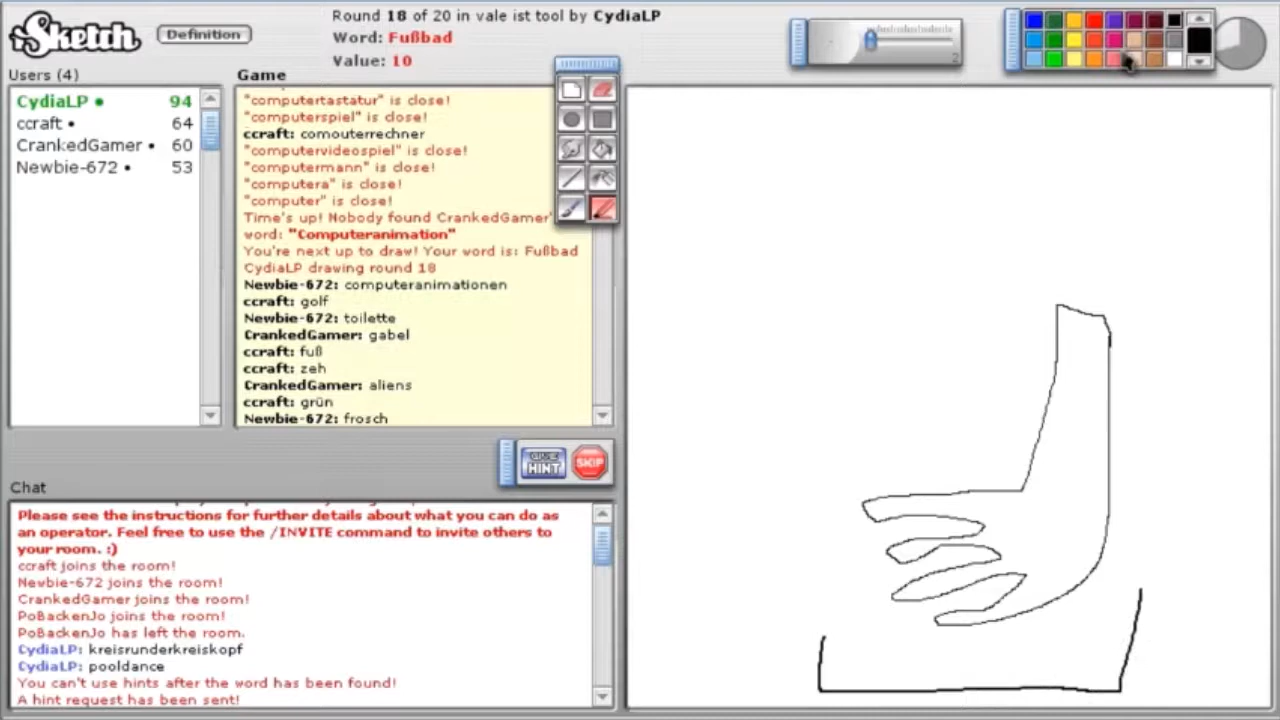 iSketch
Definition
Round 18 of 20 in vale ist tool by CydiaLP
Word: Fußbad
Value: 10
2
Users (4)
CydiaLP • 94
ccraft • 64
CrankedGamer • 60
Newbie-672 • 53
Game
"computertastatur" is close!
"computerspiel" is close!
ccraft: comouterrechner
"computervideospiel" is close!
"computermann" is close!
"computera" is close!
"computer" is close!
Time's up! Nobody found CrankedGamer'
word: "Computeranimation"
You're next up to draw! Your word is: Fußbad
CydiaLP drawing round 18
Newbie-672: computeranimationen
ccraft: golf
Newbie-672: toilette
CrankedGamer: gabel
ccraft: fuß
ccraft: zeh
CrankedGamer: aliens
ccraft: grün
Newbie-672: frosch
HINT
SKIP
Chat
Please see the instructions for further details about what you can do as
an operator. Feel free to use the /INVITE command to invite others to
your room. :)
ccraft joins the room!
Newbie-672 joins the room!
CrankedGamer joins the room!
PoBackenJo joins the room!
PoBackenJo has left the room.
CydiaLP: kreisrunderkreiskopf
CydiaLP: pooldance
You can't use hints after the word has been found!
A hint request has been sent!